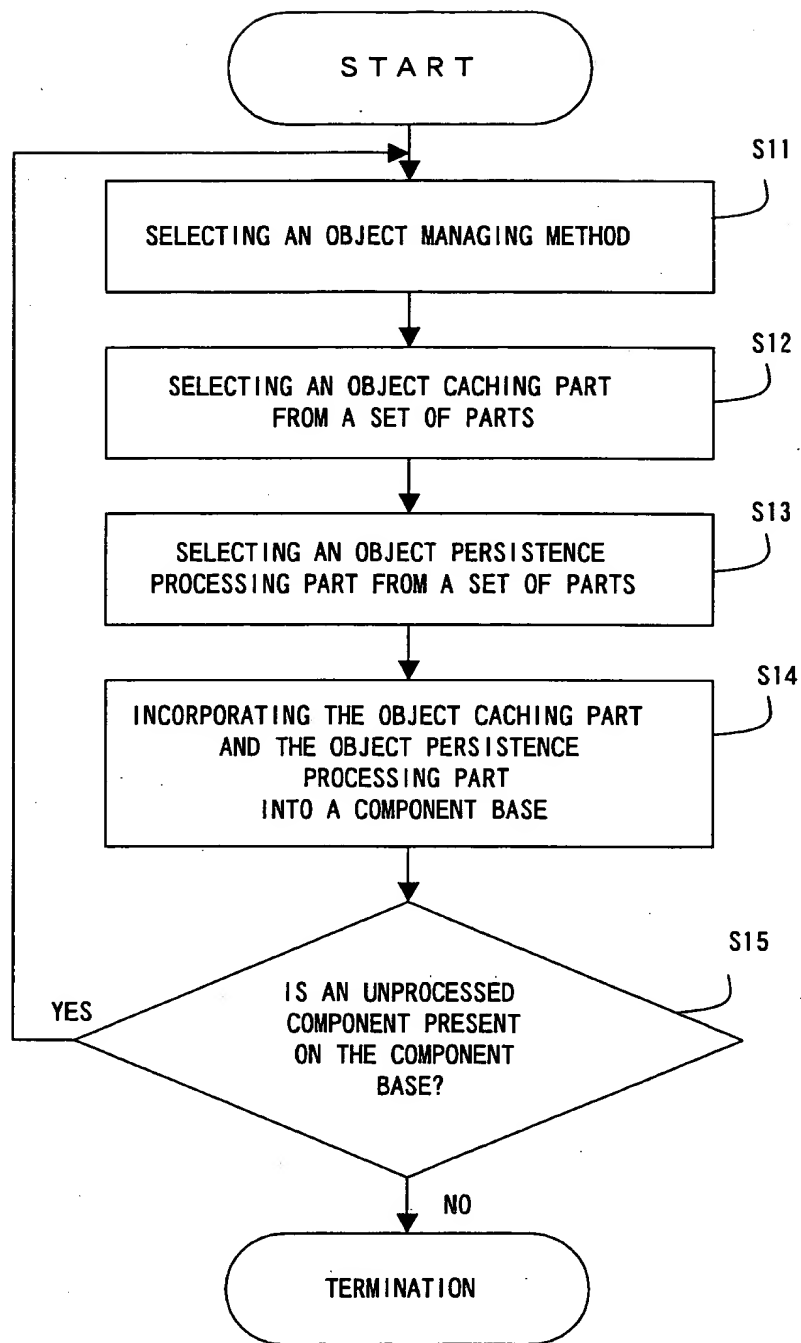 START
S11
SELECTING AN OBJECT MANAGING METHOD
S12
SELECTING AN OBJECT CACHING PART
FROM A SET OF PARTS
S13
SELECTING AN OBJECT PERSISTENCE
PROCESSING PART FROM A SET OF PARTS
S14
INCORPORATING THE OBJECT CACHING PART
AND THE OBJECT PERSISTENCE
PROCESSING PART
INTO A COMPONENT BASE
S15
IS AN UNPROCESSED
COMPONENT PRESENT
ON THE COMPONENT
BASE?
YES
NO
TERMINATION